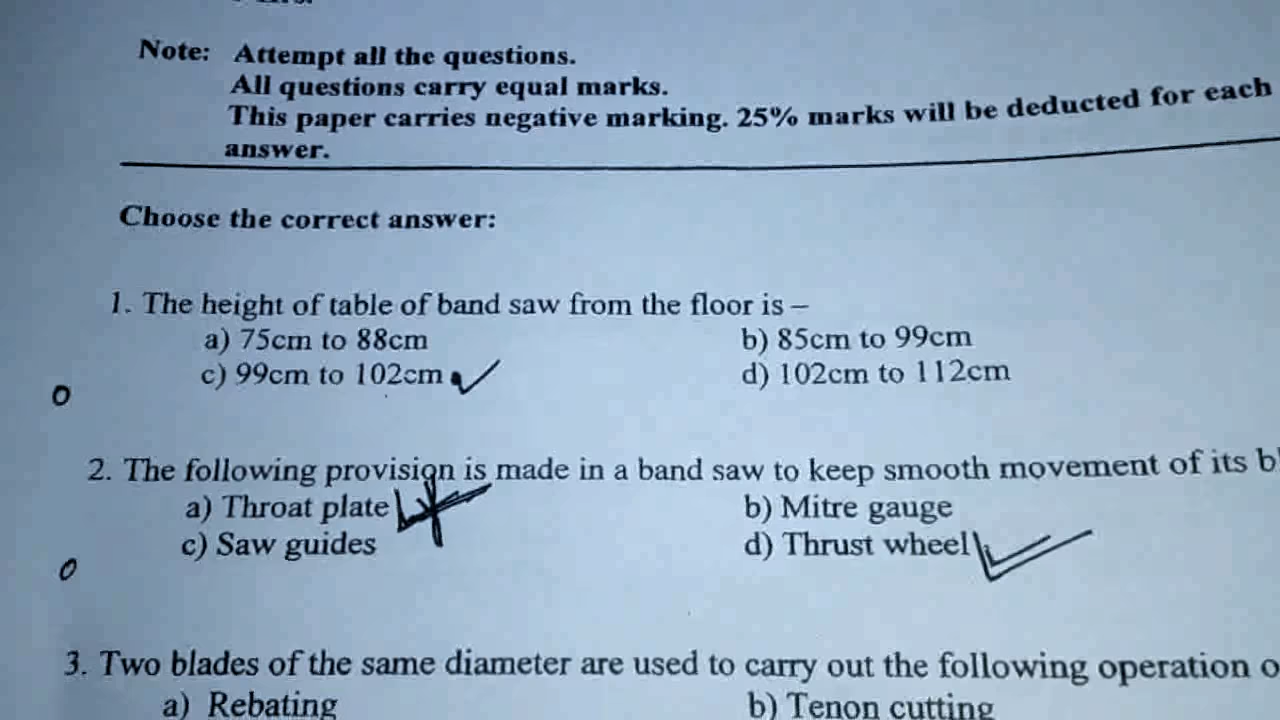 Note: Attempt all the questions.
All questions carry equal marks.
This paper carries negative marking. 25% marks will be deducted for each
answer.
Choose the correct answer:
1. The height of table of band saw from the floor is –
a) 75cm to 88cm b) 85cm to 99cm
c) 99cm to 102cm d) 102cm to 112cm
0
2. The following provision is made in a band saw to keep smooth movement of its
a) Throat plate b) Mitre gauge
c) Saw guides d) Thrust wheel
0
3. Two blades of the same diameter are used to carry out the following operation
a) Rebating b) Tenon cutting